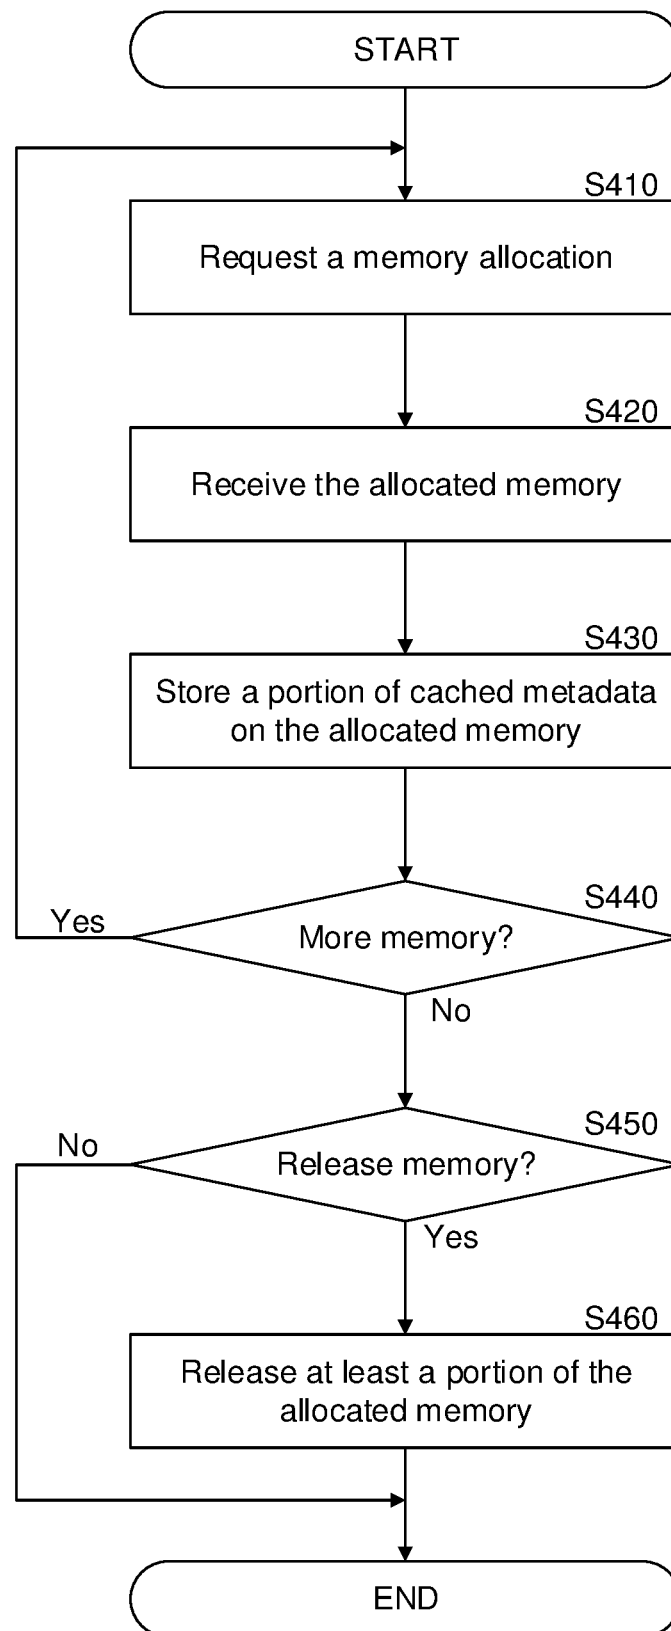 START
S410
Request a memory allocation
S420
Receive the allocated memory
S430
Store a portion of cached metadata
on the allocated memory
S440
Yes
More memory?
No
S450
No
Release memory?
Yes
S460
Release at least a portion of the
allocated memory
END